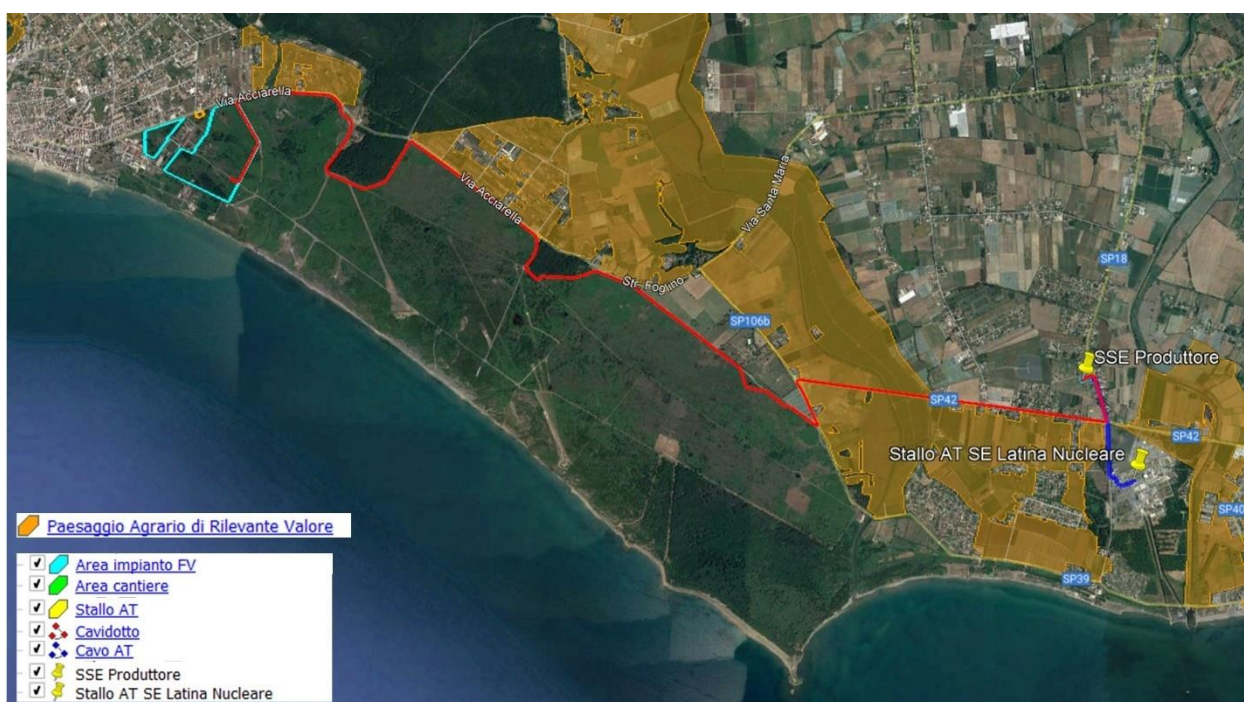 Via Acciarella
Via Acciarella
Via Santa Maria
Str. Foglino
SP18
SP106b
SSE Produttore
SP42
SP42
Stallo AT SE Latina Nucleare
SP40
SP39
Paesaggio Agrario di Rilevante Valore
Area impianto FV
Area cantiere
Stallo AT
Cavidotto
Cavo AT
SSE Produttore
Stallo AT SE Latina Nucleare